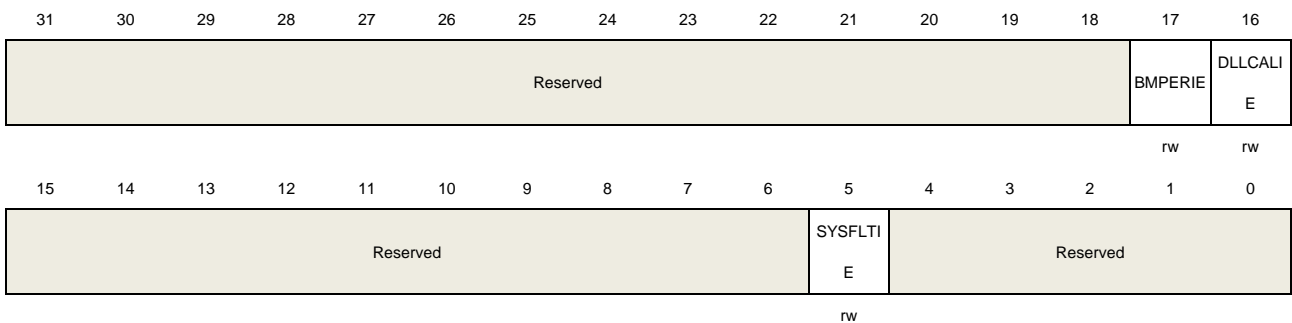 31 30 29 28 27 26 25 24 23 22 21 20 19 18 17 16
Reserved BMPERIE DLLCALI
E
rw rw
15 14 13 12 11 10 9 8 7 6 5 4 3 2 1 0
Reserved SYSFLTI Reserved
E
rw